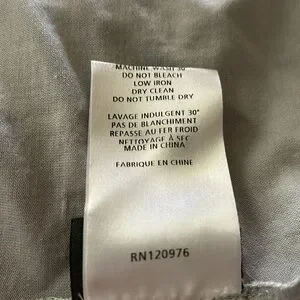 MACHINE WASH 30°
DO NOT BLEACH
LOW IRON
DRY CLEAN
DO NOT TUMBLE DRY
LAVAGE INDULGENT 30°
PAS DE BLANCHIMENT
REPASSE AU FER FROID
NETTOYAGE À SEC
MADE IN CHINA
FABRIQUE EN CHINE
RN120976